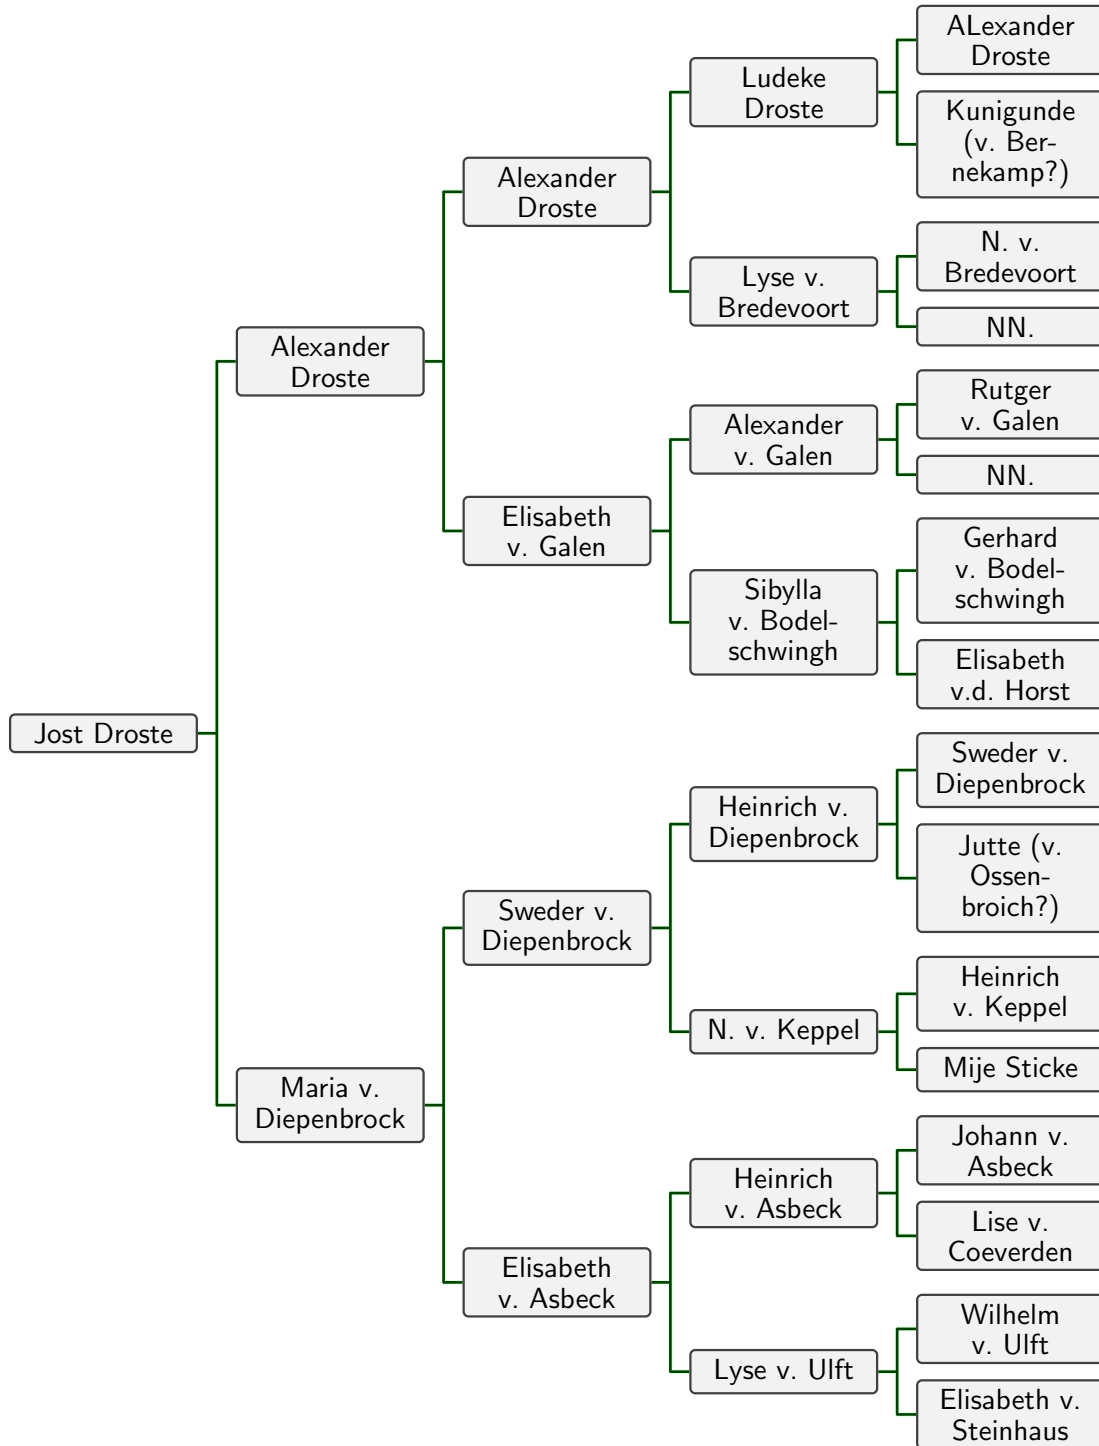 ALexander
Droste
Ludeke
Droste
Kunigunde
(v. Ber-
nekamp?)
Alexander
Droste
N. v.
Bredevoort
Lyse v.
Bredevoort
NN.
Alexander
Droste
Rutger
v. Galen
Alexander
v. Galen
NN.
Elisabeth
v. Galen
Gerhard
v. Bodel-
schwingh
Sibylla
v. Bodel-
schwingh
Elisabeth
v.d. Horst
Jost Droste
Sweder v.
Diepenbrock
Heinrich v.
Diepenbrock
Jutte (v.
Ossen-
broich?)
Sweder v.
Diepenbrock
Heinrich
v. Keppel
N. v. Keppel
Mije Sticke
Maria v.
Diepenbrock
Johann v.
Asbeck
Heinrich
v. Asbeck
Lise v.
Coeverden
Elisabeth
v. Asbeck
Wilhelm
v. Ulft
Lyse v. Ulft
Elisabeth v.
Steinhaus